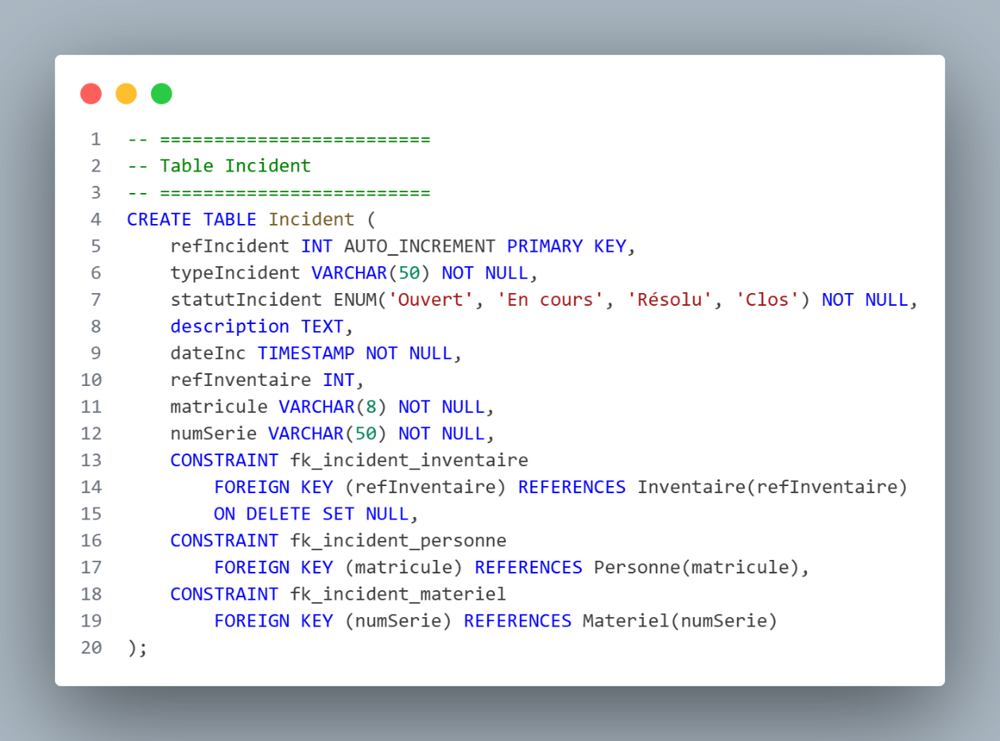 1 -- =========================
2 -- Table Incident
3 -- =========================
4 CREATE TABLE Incident (
5     refIncident INT AUTO_INCREMENT PRIMARY KEY,
6     typeIncident VARCHAR(50) NOT NULL,
7     statutIncident ENUM('Ouvert', 'En cours', 'Résolu', 'Clos') NOT NULL,
8     description TEXT,
9     dateInc TIMESTAMP NOT NULL,
10     refInventaire INT,
11     matricule VARCHAR(8) NOT NULL,
12     numSerie VARCHAR(50) NOT NULL,
13     CONSTRAINT fk_incident_inventaire
14         FOREIGN KEY (refInventaire) REFERENCES Inventaire(refInventaire)
15         ON DELETE SET NULL,
16     CONSTRAINT fk_incident_personne
17         FOREIGN KEY (matricule) REFERENCES Personne(matricule),
18     CONSTRAINT fk_incident_materiel
19         FOREIGN KEY (numSerie) REFERENCES Materiel(numSerie)
20 );